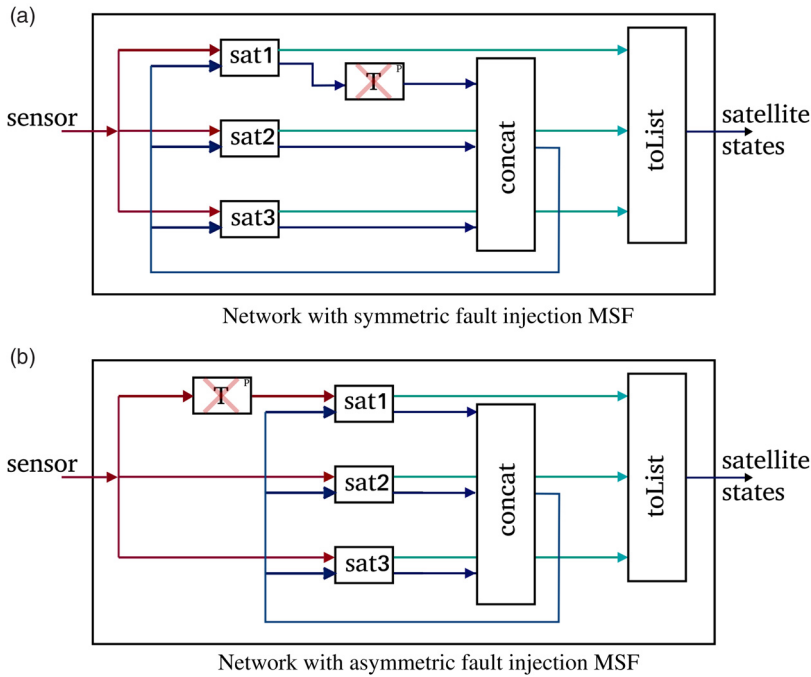 (a)
sat1
T P
sensor
sat2
concat
toList
satellite
states
sat3
Network with symmetric fault injection MSF
(b)
T P
sat1
sensor
sat2
concat
toList
satellite
states
sat3
Network with asymmetric fault injection MSF